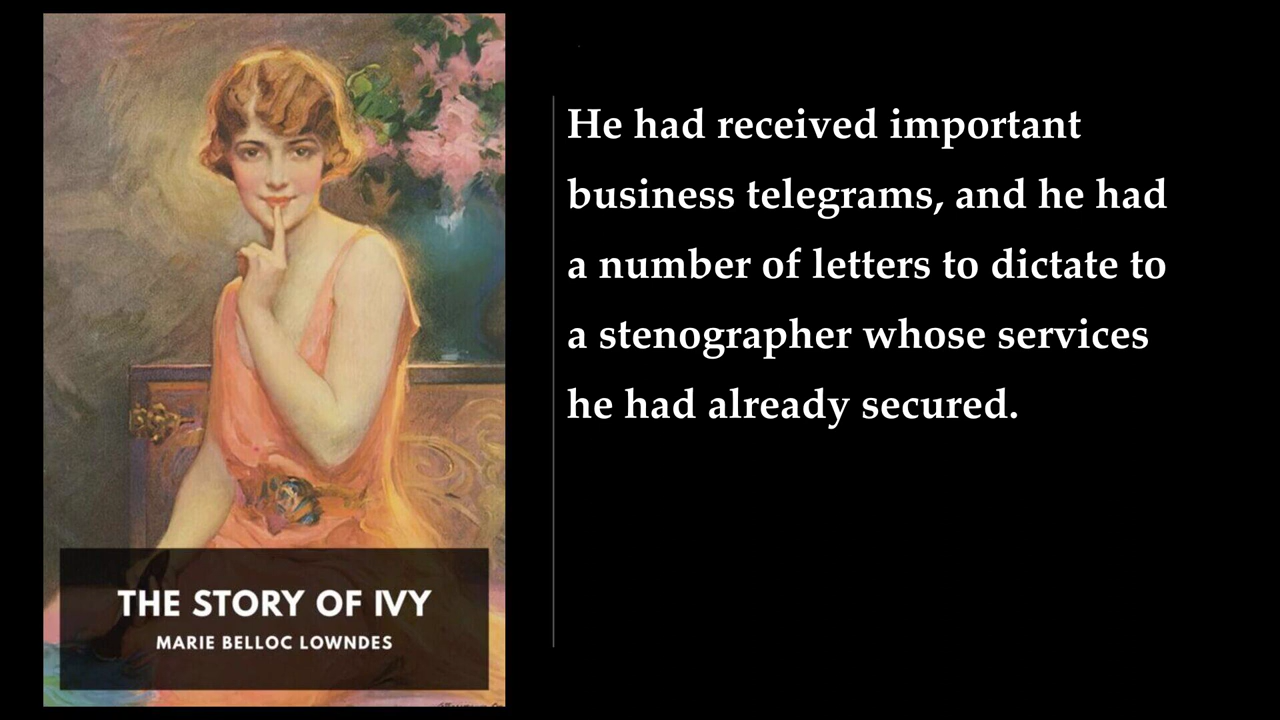 He had received important
business telegrams, and he had
a number of letters to dictate to
a stenographer whose services
he had already secured.
THE STORY OF IVY
MARIE BELLOC LOWNDES